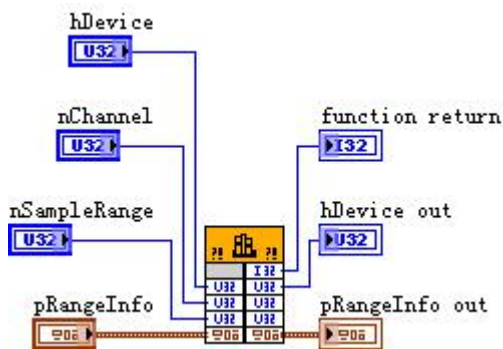 hDevice
U32
nChannel
U32
function return
I32
nSampleRange
hDevice out
U32
U32
?! ?!
I32
U32 U32
U32 U32
pRangeInfo
U32 U32
pRangeInfo out